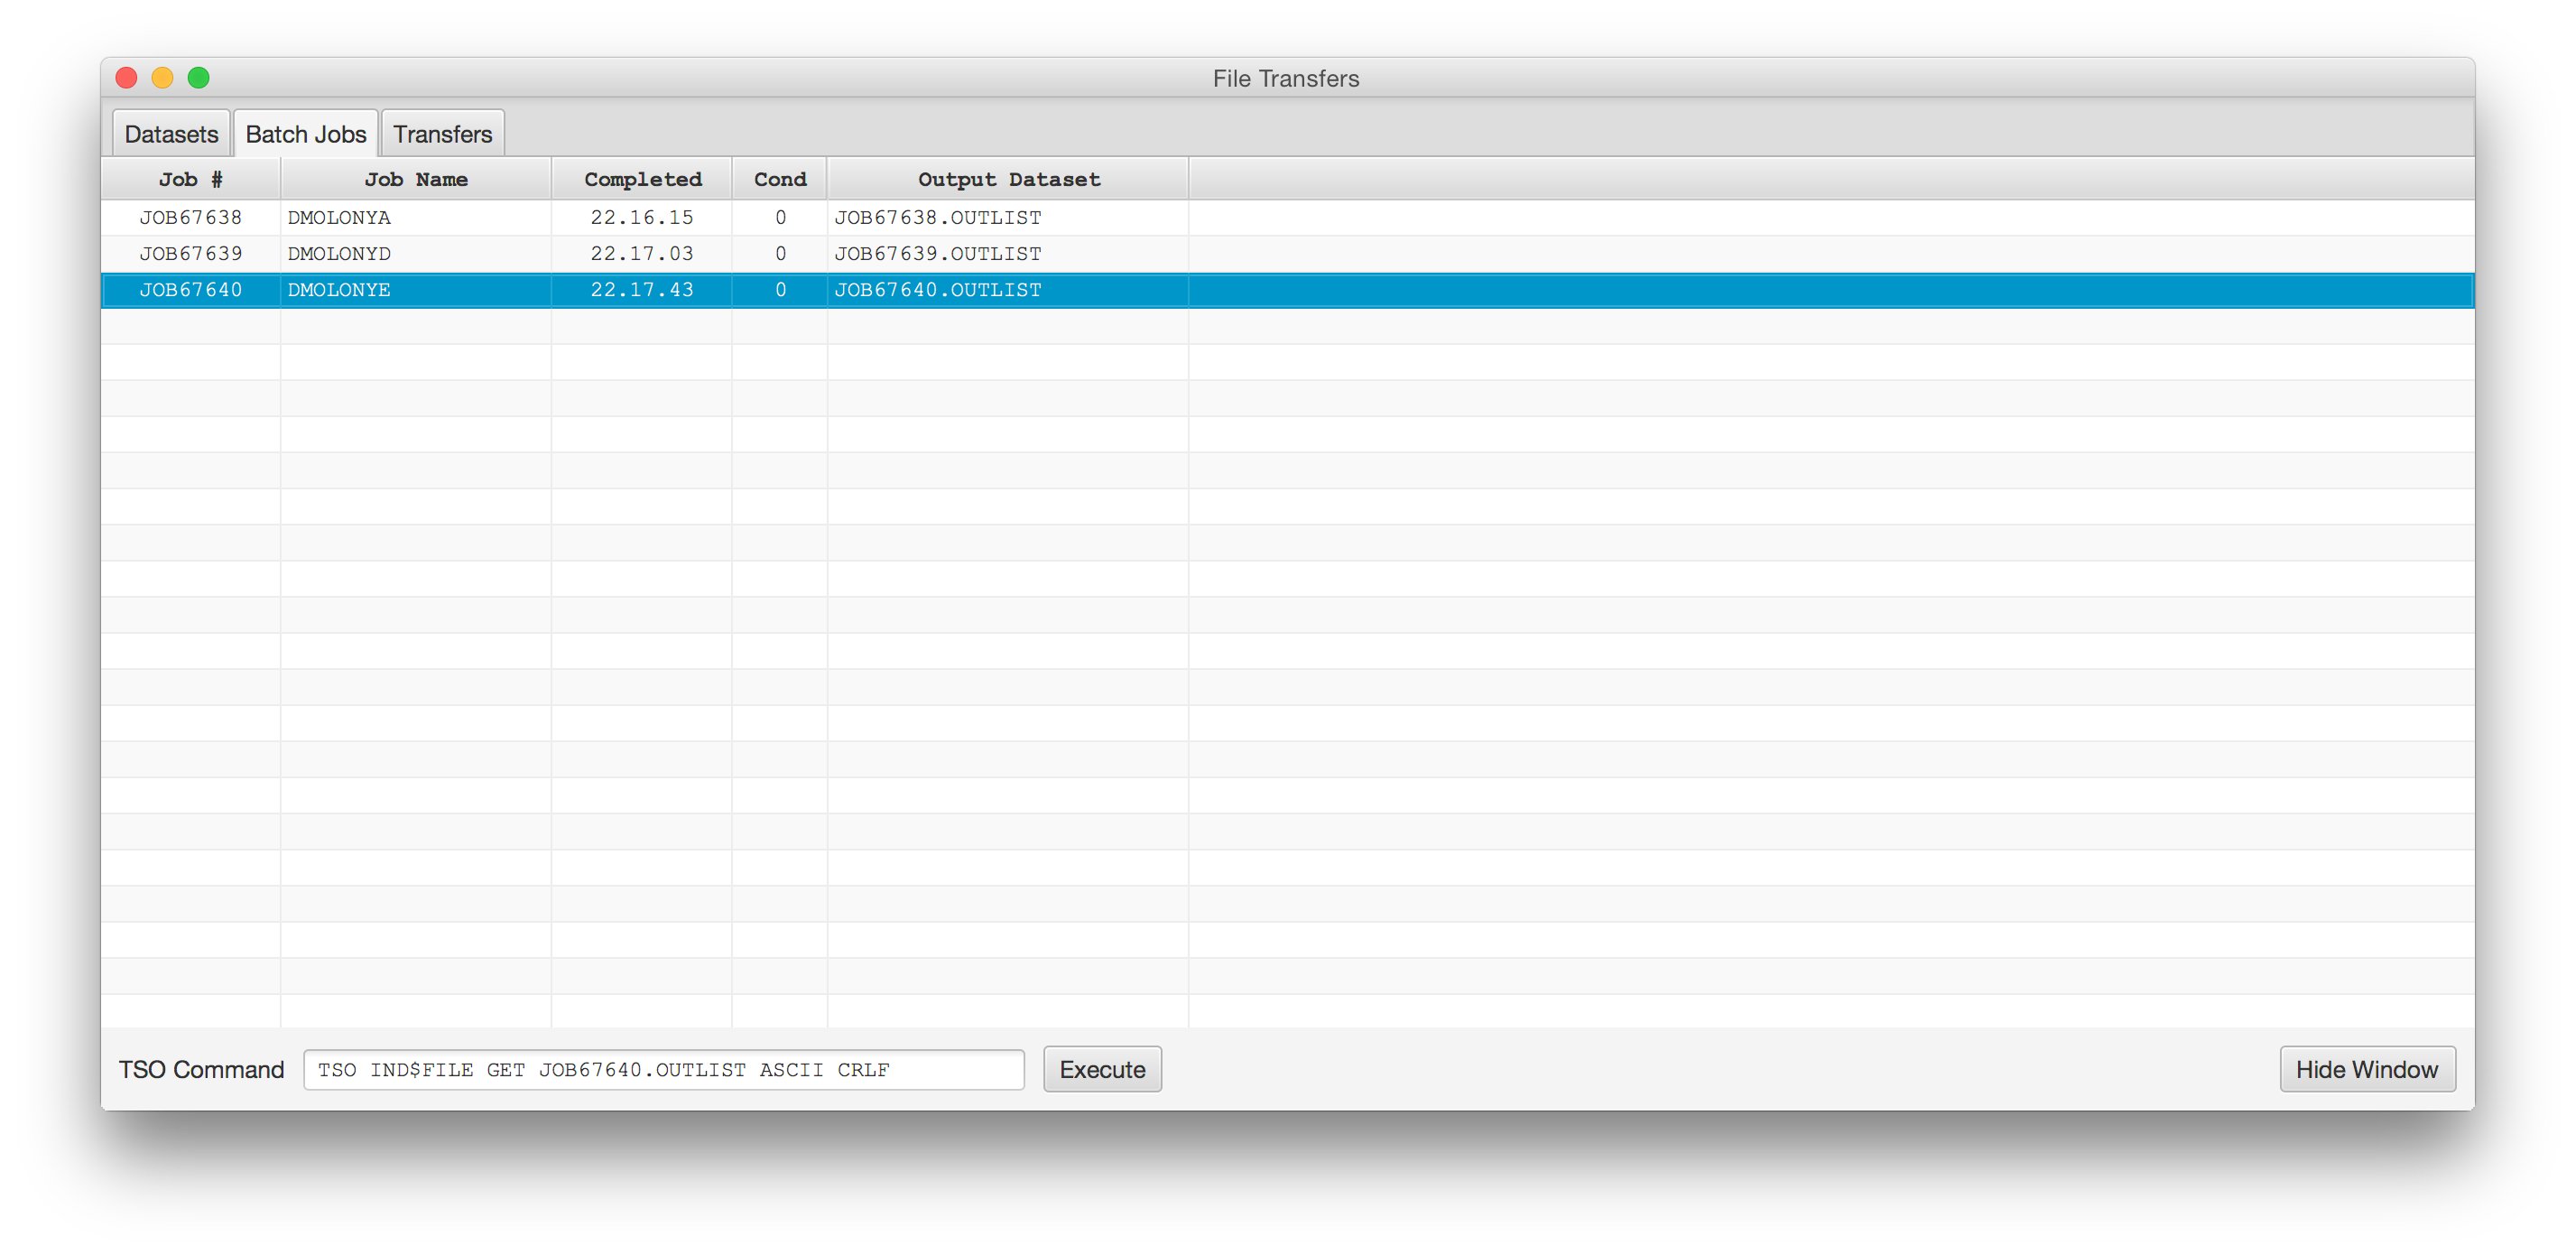 File Transfers
Datasets Batch Jobs Transfers
Job # Job Name Completed Cond Output Dataset
JOB67638 DMOLONYA 22.16.15 0 JOB67638.OUTLIST
JOB67639 DMOLONYD 22.17.03 0 JOB67639.OUTLIST
JOB67640 DMOLONYE 22.17.43 0 JOB67640.OUTLIST
TSO Command TSO IND$FILE GET JOB67640.OUTLIST ASCII CRLF Execute Hide Window